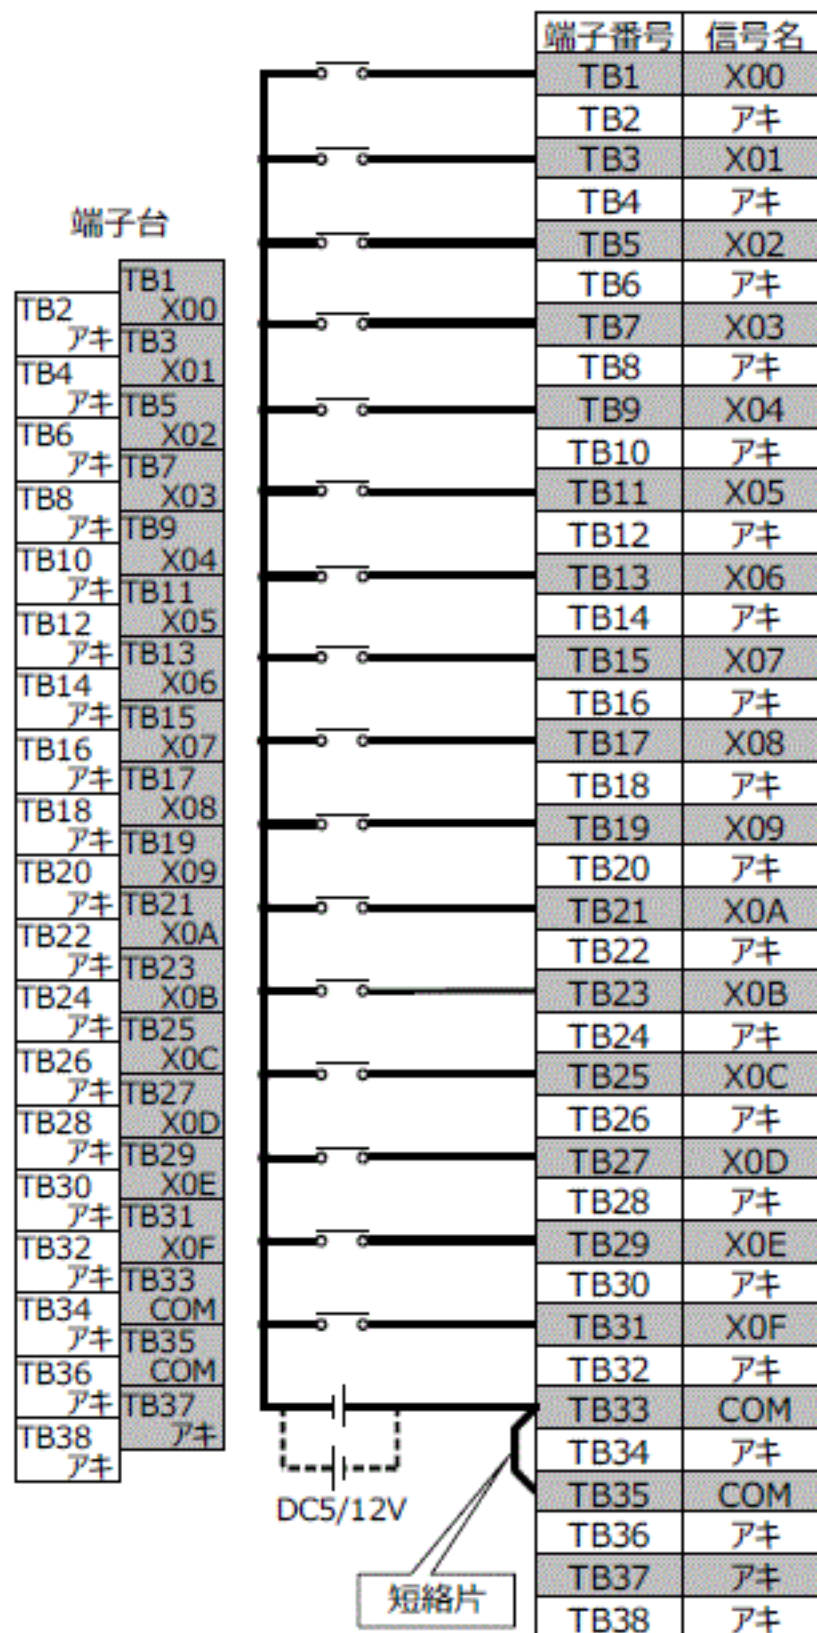 端子台
TB1
X00
TB2
アキ
TB3
X01
TB4
アキ
TB5
X02
TB6
アキ
TB7
X03
TB8
アキ
TB9
X04
TB10
アキ
TB11
X05
TB12
アキ
TB13
X06
TB14
アキ
TB15
X07
TB16
アキ
TB17
X08
TB18
アキ
TB19
X09
TB20
アキ
TB21
X0A
TB22
アキ
TB23
X0B
TB24
アキ
TB25
X0C
TB26
アキ
TB27
X0D
TB28
アキ
TB29
X0E
TB30
アキ
TB31
X0F
TB32
アキ
TB33
COM
TB34
アキ
TB35
COM
TB36
アキ
TB37
アキ
TB38
アキ
DC5/12V
短絡片
端子番号 信号名
TB1 X00
TB2 アキ
TB3 X01
TB4 アキ
TB5 X02
TB6 アキ
TB7 X03
TB8 アキ
TB9 X04
TB10 アキ
TB11 X05
TB12 アキ
TB13 X06
TB14 アキ
TB15 X07
TB16 アキ
TB17 X08
TB18 アキ
TB19 X09
TB20 アキ
TB21 X0A
TB22 アキ
TB23 X0B
TB24 アキ
TB25 X0C
TB26 アキ
TB27 X0D
TB28 アキ
TB29 X0E
TB30 アキ
TB31 X0F
TB32 アキ
TB33 COM
TB34 アキ
TB35 COM
TB36 アキ
TB37 アキ
TB38 アキ